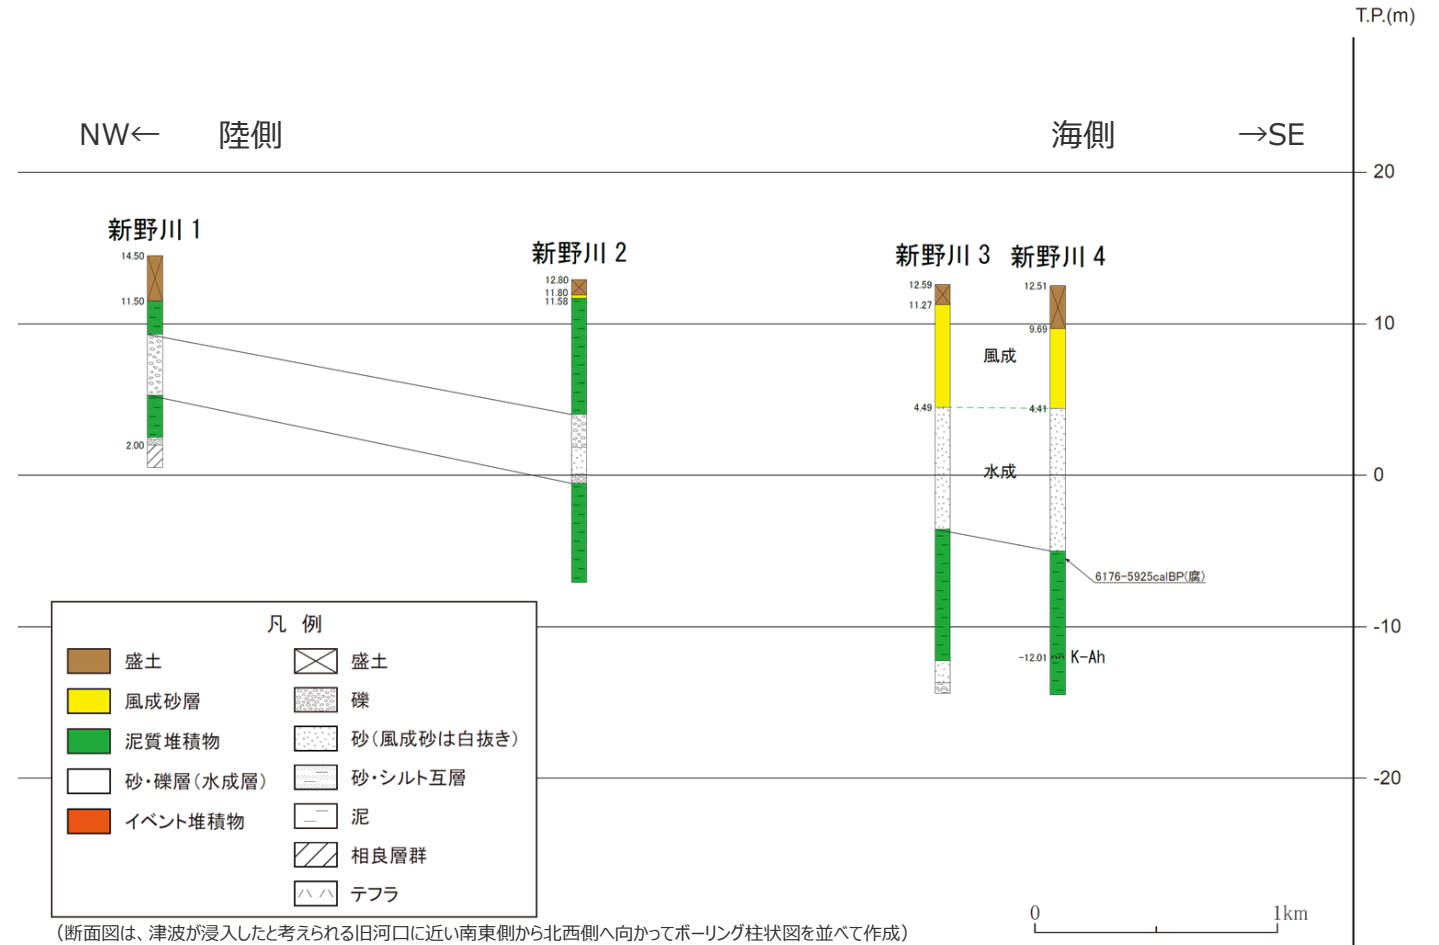 T.P.(m)
NW← 陸側 海側 →SE
20
新野川 1
14.50
11.50
2.00
新野川 2
12.80
11.80
11.58
新野川 3
12.59
11.27
4.49
新野川 4
12.51
9.69
4.41
風成
水成
10
0
6176-5925calBP(腐)
-10
-12.01 K-Ah
-20
凡 例
盛土
風成砂層
泥質堆積物
砂・礫層(水成層)
イベント堆積物
盛土
礫
砂(風成砂は白抜き)
砂・シルト互層
泥
相良層群
テフラ
0 1km
(断面図は、津波が浸入したと考えられる旧河口に近い南東側から北西側へ向かってボーリング柱状図を並べて作成)